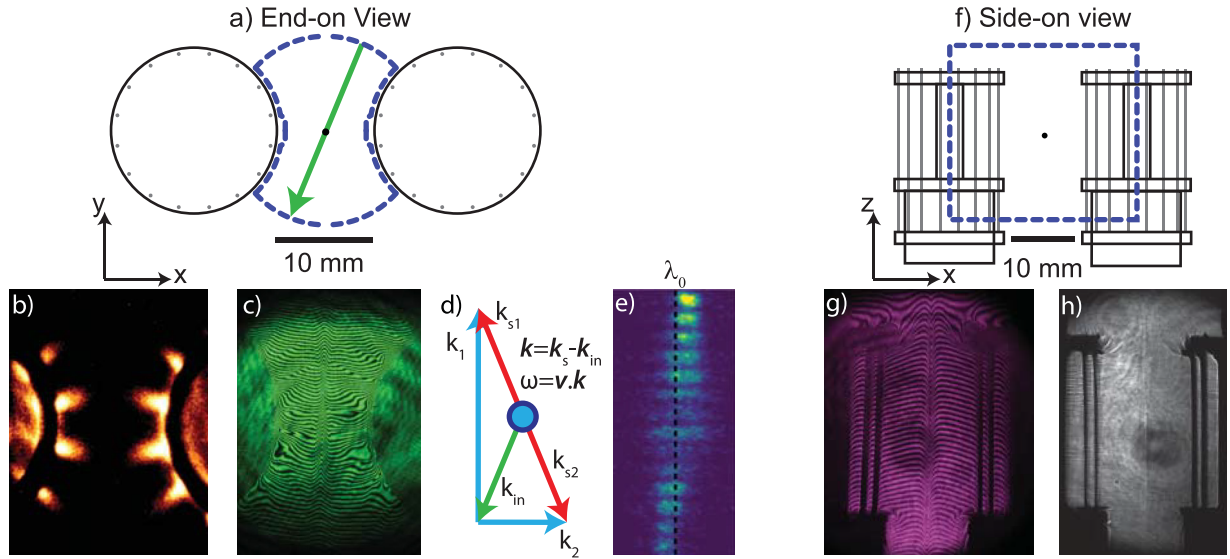 a) End-on View
y
x
10 mm
f) Side-on view
z
x
10 mm
b)
c)
d)
kₛ₁
k₁
k=kₛ-kᵢₙ
ω=v.k
kₛ₂
kᵢₙ
k₂
e)
λ₀
g)
h)